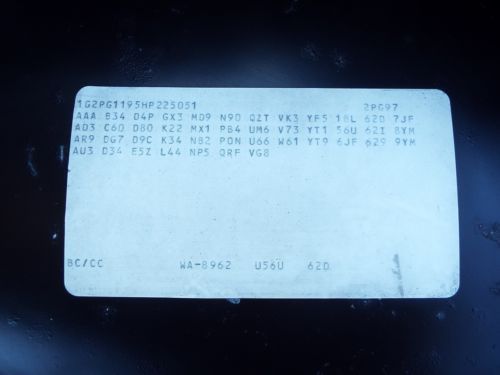 1G2PG1195HP225051 2PG97
AAA B34 D4P GX3 MD9 N90 QZT VK3 YF5 18L 62D 7JF
AD3 C60 D80 K22 MX1 PB4 UM6 V73 YT1 56U 62I 8YM
AR9 DG7 D9C K34 NB2 PDN U66 W61 YT9 6JF 629 9YM
AU3 D34 E5Z L44 NP5 QRF VG8
BC/CC WA-8962 U56U 62D